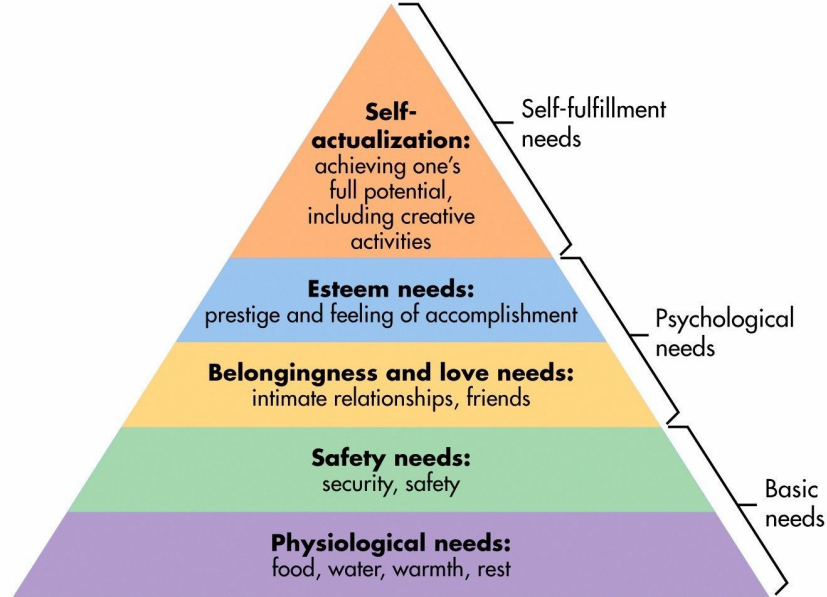 Self-
actualization:
achieving one's
full potential,
including creative
activities
Self-fulfillment
needs
Esteem needs:
prestige and feeling of accomplishment
Psychological
needs
Belongingness and love needs:
intimate relationships, friends
Safety needs:
security, safety
Basic
needs
Physiological needs:
food, water, warmth, rest